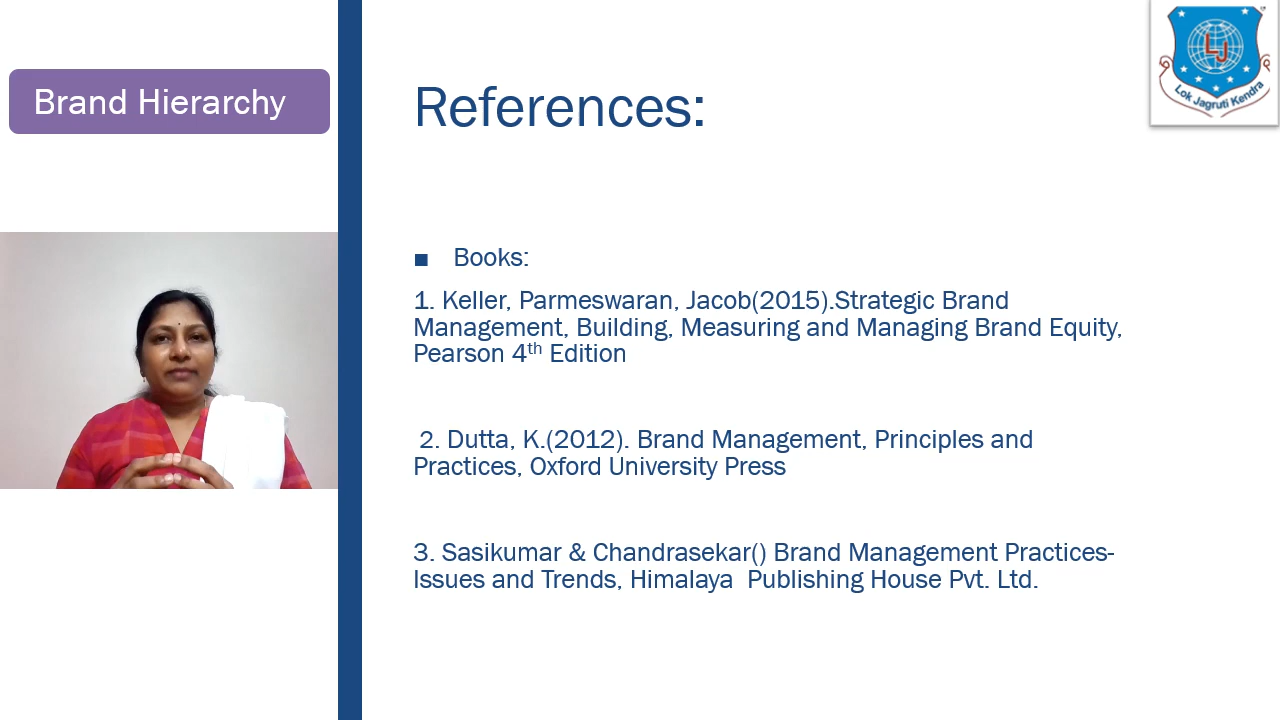 Brand Hierarchy
References:
LJ
Lok Jagruti Kendra
■ Books:
1. Keller, Parmeswaran, Jacob(2015).Strategic Brand
Management, Building, Measuring and Managing Brand Equity,
Pearson 4th Edition
2. Dutta, K.(2012). Brand Management, Principles and
Practices, Oxford University Press
3. Sasikumar & Chandrasekar() Brand Management Practices-
Issues and Trends, Himalaya  Publishing House Pvt. Ltd.